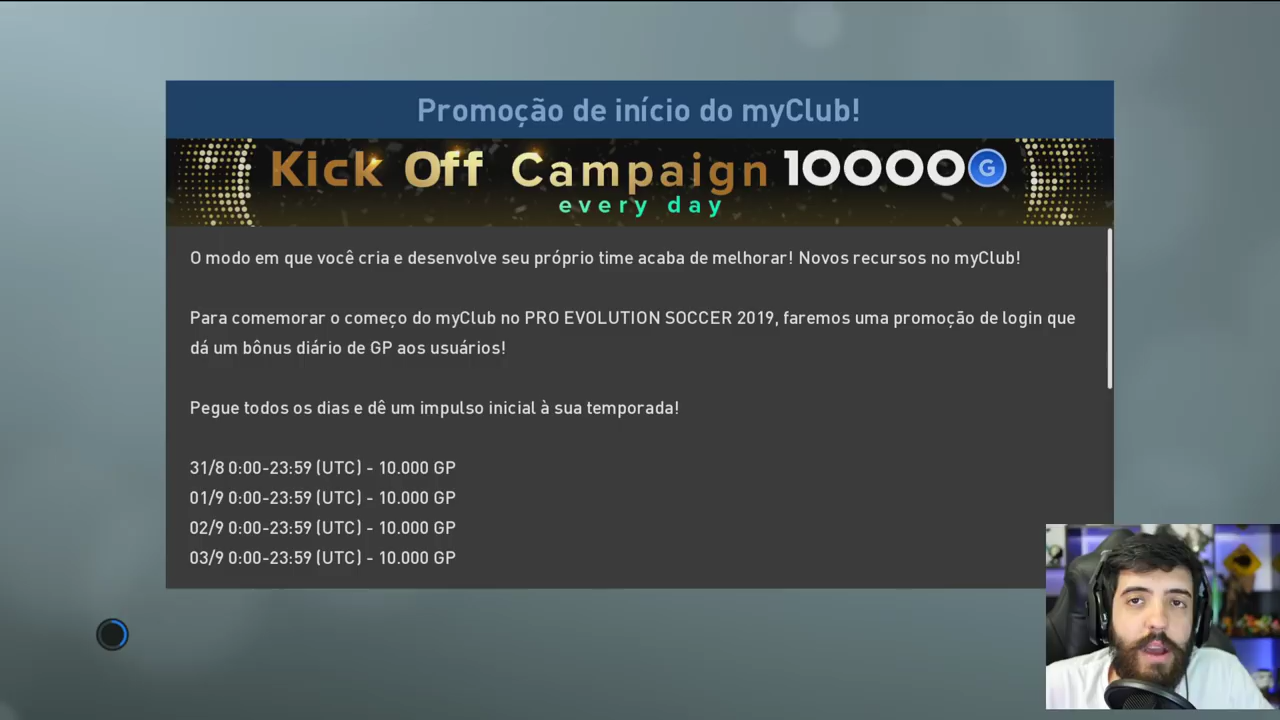 Promoção de início do myClub!
Kick Off Campaign 10000G
every day
O modo em que você cria e desenvolve seu próprio time acaba de melhorar! Novos recursos no myClub!
Para comemorar o começo do myClub no PRO EVOLUTION SOCCER 2019, faremos uma promoção de login que
dá um bônus diário de GP aos usuários!
Pegue todos os dias e dê um impulso inicial à sua temporada!
31/8 0:00-23:59 (UTC) - 10.000 GP
01/9 0:00-23:59 (UTC) - 10.000 GP
02/9 0:00-23:59 (UTC) - 10.000 GP
03/9 0:00-23:59 (UTC) - 10.000 GP